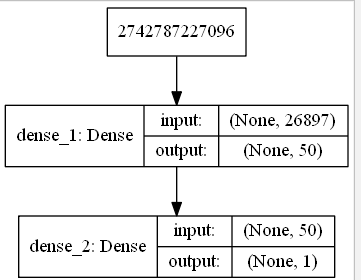 2742787227096
dense_1: Dense
input: (None, 26897)
output: (None, 50)
dense_2: Dense
input: (None, 50)
output: (None, 1)